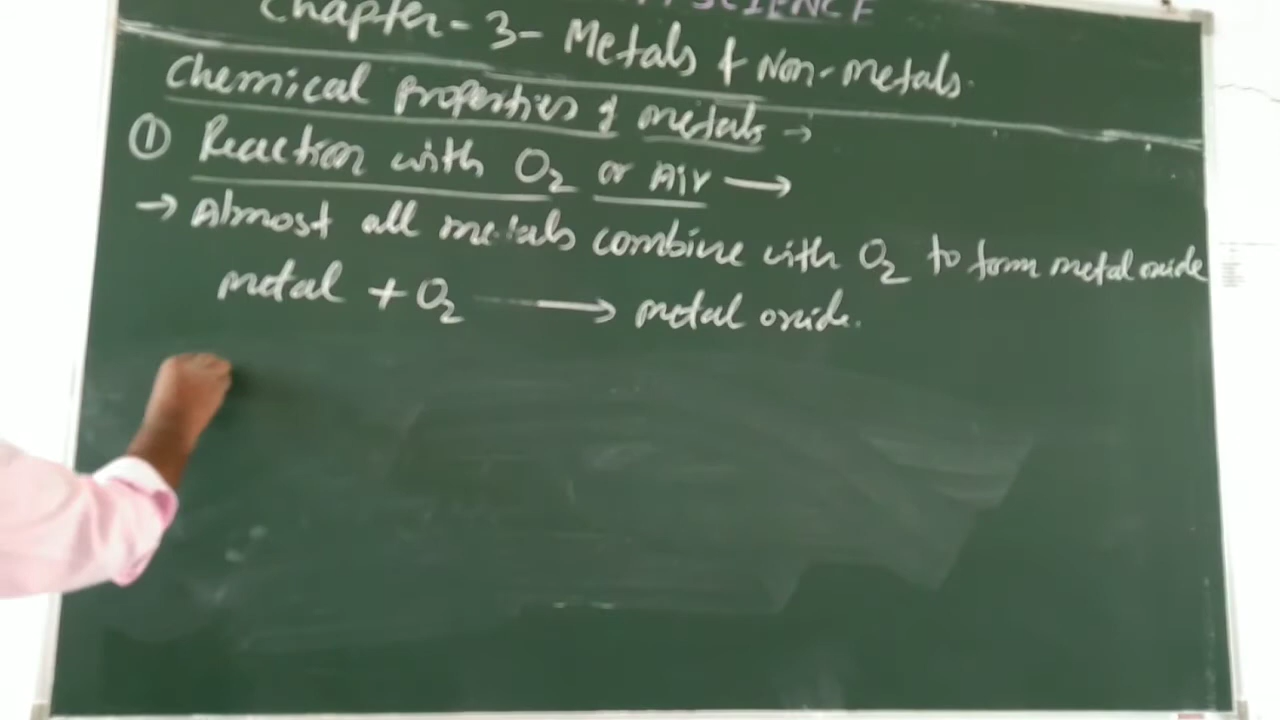 SCIENCE
Chapter - 3 - Metals & Non-metals.
Chemical properties of metals →
① Reaction with O₂ or Air →
→ Almost all metals combine with O₂ to form metal oxide
metal + O₂ → metal oxide.